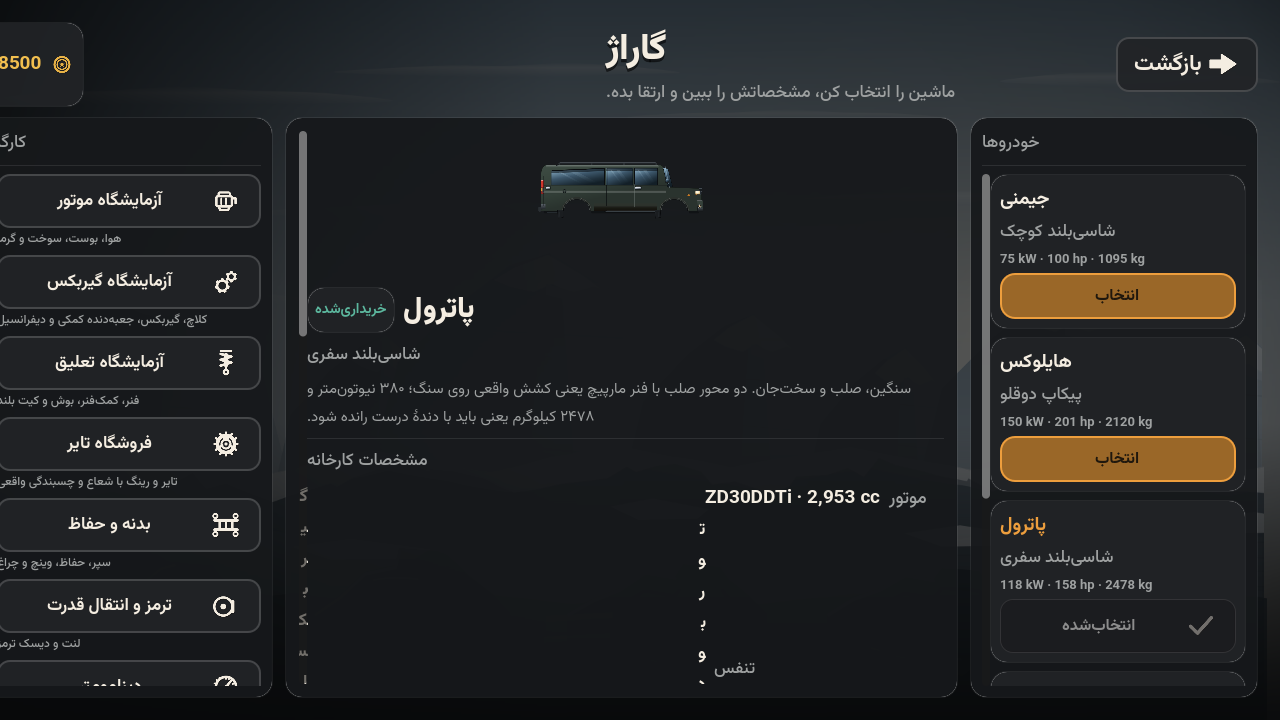 گاراژ
ماشین را انتخاب کن، مشخصاتش را ببین و ارتقا بده.
بازگشت
8500
خودروها
جیمنی
شاسی‌بلند کوچک
75 kW · 100 hp · 1095 kg
انتخاب
هایلوکس
پیکاپ دوقلو
150 kW · 201 hp · 2120 kg
انتخاب
پاترول
شاسی‌بلند سفری
118 kW · 158 hp · 2478 kg
انتخاب‌شده
پاترول
خریداری‌شده
شاسی‌بلند سفری
سنگین، صلب و سخت‌جان. دو محور صلب با فنر مارپیچ یعنی کشش واقعی روی سنگ؛ ۳۸۰ نیوتون‌متر و
۲۴۷۸ کیلوگرم یعنی باید با دندهٔ درست رانده شود.
مشخصات کارخانه
موتور ZD30DDTi · 2,953 cc
ت
و
ر
ب
و
تنفس
آزمایشگاه موتور
هوا، بوست، سوخت و
آزمایشگاه گیربکس
کلاچ، گیربکس، جعبه‌دنده کمکی و دیفرانسیل
آزمایشگاه تعلیق
فنر، کمک‌فنر، بوش و کیت بلند
فروشگاه تایر
تایر و رینگ با شعاع و چسبندگی واقعی
بدنه و حفاظ
سپر، حفاظ، وینچ و چراغ
ترمز و انتقال قدرت
لنت و دیسک ترمز